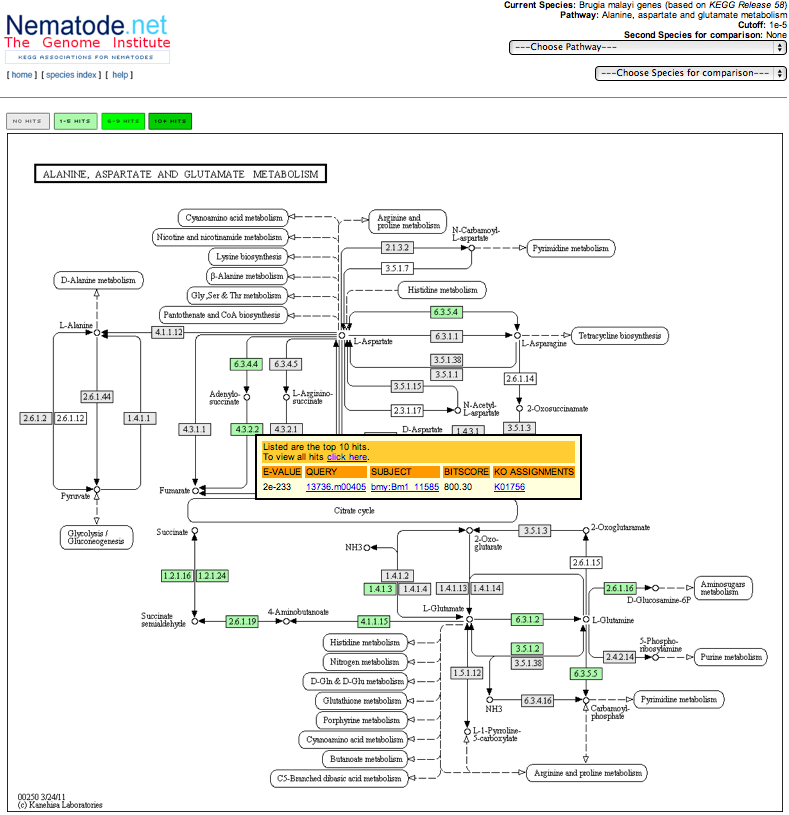 Nematode.net
The Genome Institute
KEGG ASSOCIATIONS FOR NEMATODES
[ home ] [ species index ] [ help ]
Current Species: Brugia malayi genes (based on KEGG Release 58)
Pathway: Alanine, aspartate and glutamate metabolism
Cutoff: 1e-5
Second Species for comparison: None
---Choose Pathway---
---Choose Species for comparison---
NO HITS 1-5 HITS 6-9 HITS 10+ HITS
ALANINE, ASPARTATE AND GLUTAMATE METABOLISM
Cyanoamino acid metabolism
Arginine and
proline metabolism
Nicotine and nicotinamide metabolism
N-Carbamoyl-
L-aspartate
2.1.3.2
Pyrimidine metabolism
Lysine biosynthesis
3.5.1.7
β-Alanine metabolism
D-Alanine metabolism
Histidine metabolism
Gly ,Ser & Thr metabolism
Pantothenate and CoA biosynthesis
6.3.5.4
L-Alanine
4.1.1.12
L-Aspartate
6.3.1.1
L-Asparagine
Tetracycline biosynthesis
6.3.4.4
6.3.4.5
3.5.1.38
3.5.1.1
2.6.1.14
3.5.1.15
2.6.1.44
Adenylo-
succinate
L-Arginino-
succinate
2.3.1.17
N-Acetyl-
L-aspartate
2-Oxosuccinamate
2.6.1.2
2.6.1.12
1.4.1.1
4.3.1.1
4.3.2.2
4.3.2.1
D-Aspartate
1.4.3.1
3.5.1.3
Listed are the top 10 hits.
To view all hits click here.
E-VALUE QUERY SUBJECT BITSCORE KO ASSIGNMENTS
2e-233 13736.m00405 bmy:Bm1_11585 800.30 K01756
Pyruvate
Fumarate
Citrate cycle
Glycolysis /
Gluconeogenesis
Succinate
2-Oxo-
glutarate
3.5.1.3
2-Oxoglutaramate
NH3
2.6.1.15
1.2.1.16
1.2.1.24
1.4.1.2
1.4.1.3
1.4.1.4
1.4.1.13
1.4.1.14
2.6.1.16
D-Glucosamine-6P
Aminosugars
metabolism
Succinate
semialdehyde
2.6.1.19
4-Aminobutanoate
4.1.1.15
L-Glutamate
6.3.1.2
L-Glutamine
Histidine metabolism
3.5.1.2
3.5.1.38
5-Phospho-
ribosylamine
2.4.2.14
Purine metabolism
Nitrogen metabolism
D-Gln & D-Glu metabolism
1.5.1.12
6.3.5.5
Glutathione metabolism
NH3
6.3.4.16
Carbamoyl-
phosphate
Pyrimidine metabolism
Porphyrine metabolism
Cyanoamino acid metabolism
L-1-Pyrroline-
5-carboxylate
Butanoate metabolism
C5-Branched dibasic acid metabolism
Arginine and proline metabolism
00250 3/24/11
(c) Kanehisa Laboratories